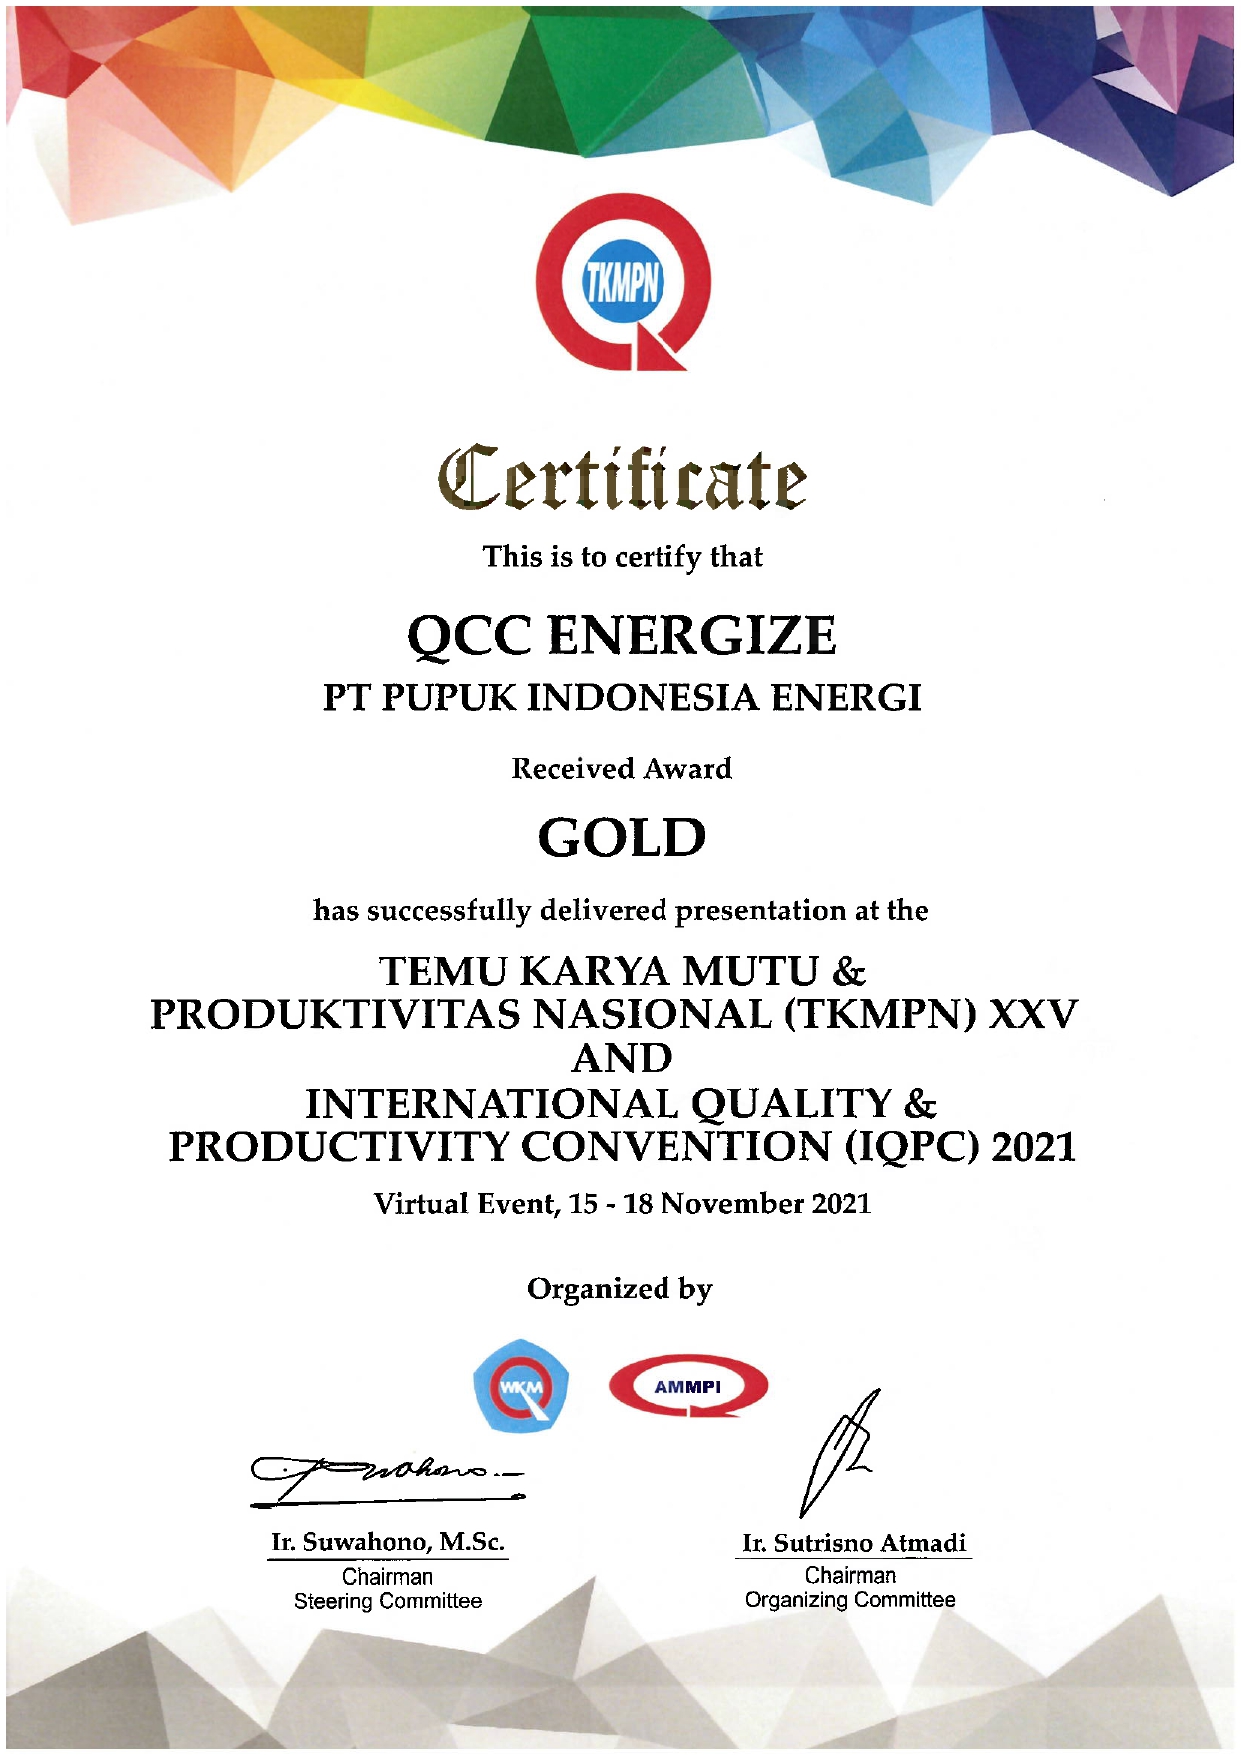 TKMPN
Certificate
This is to certify that
QCC ENERGIZE
PT PUPUK INDONESIA ENERGI
Received Award
GOLD
has successfully delivered presentation at the
TEMU KARYA MUTU &
PRODUKTIVITAS NASIONAL (TKMPN) XXV
AND
INTERNATIONAL QUALITY &
PRODUCTIVITY CONVENTION (IQPC) 2021
Virtual Event, 15 - 18 November 2021
Organized by
WKM AMMPI
Ir. Suwahono, M.Sc.
Chairman
Steering Committee
Ir. Sutrisno Atmadi
Chairman
Organizing Committee